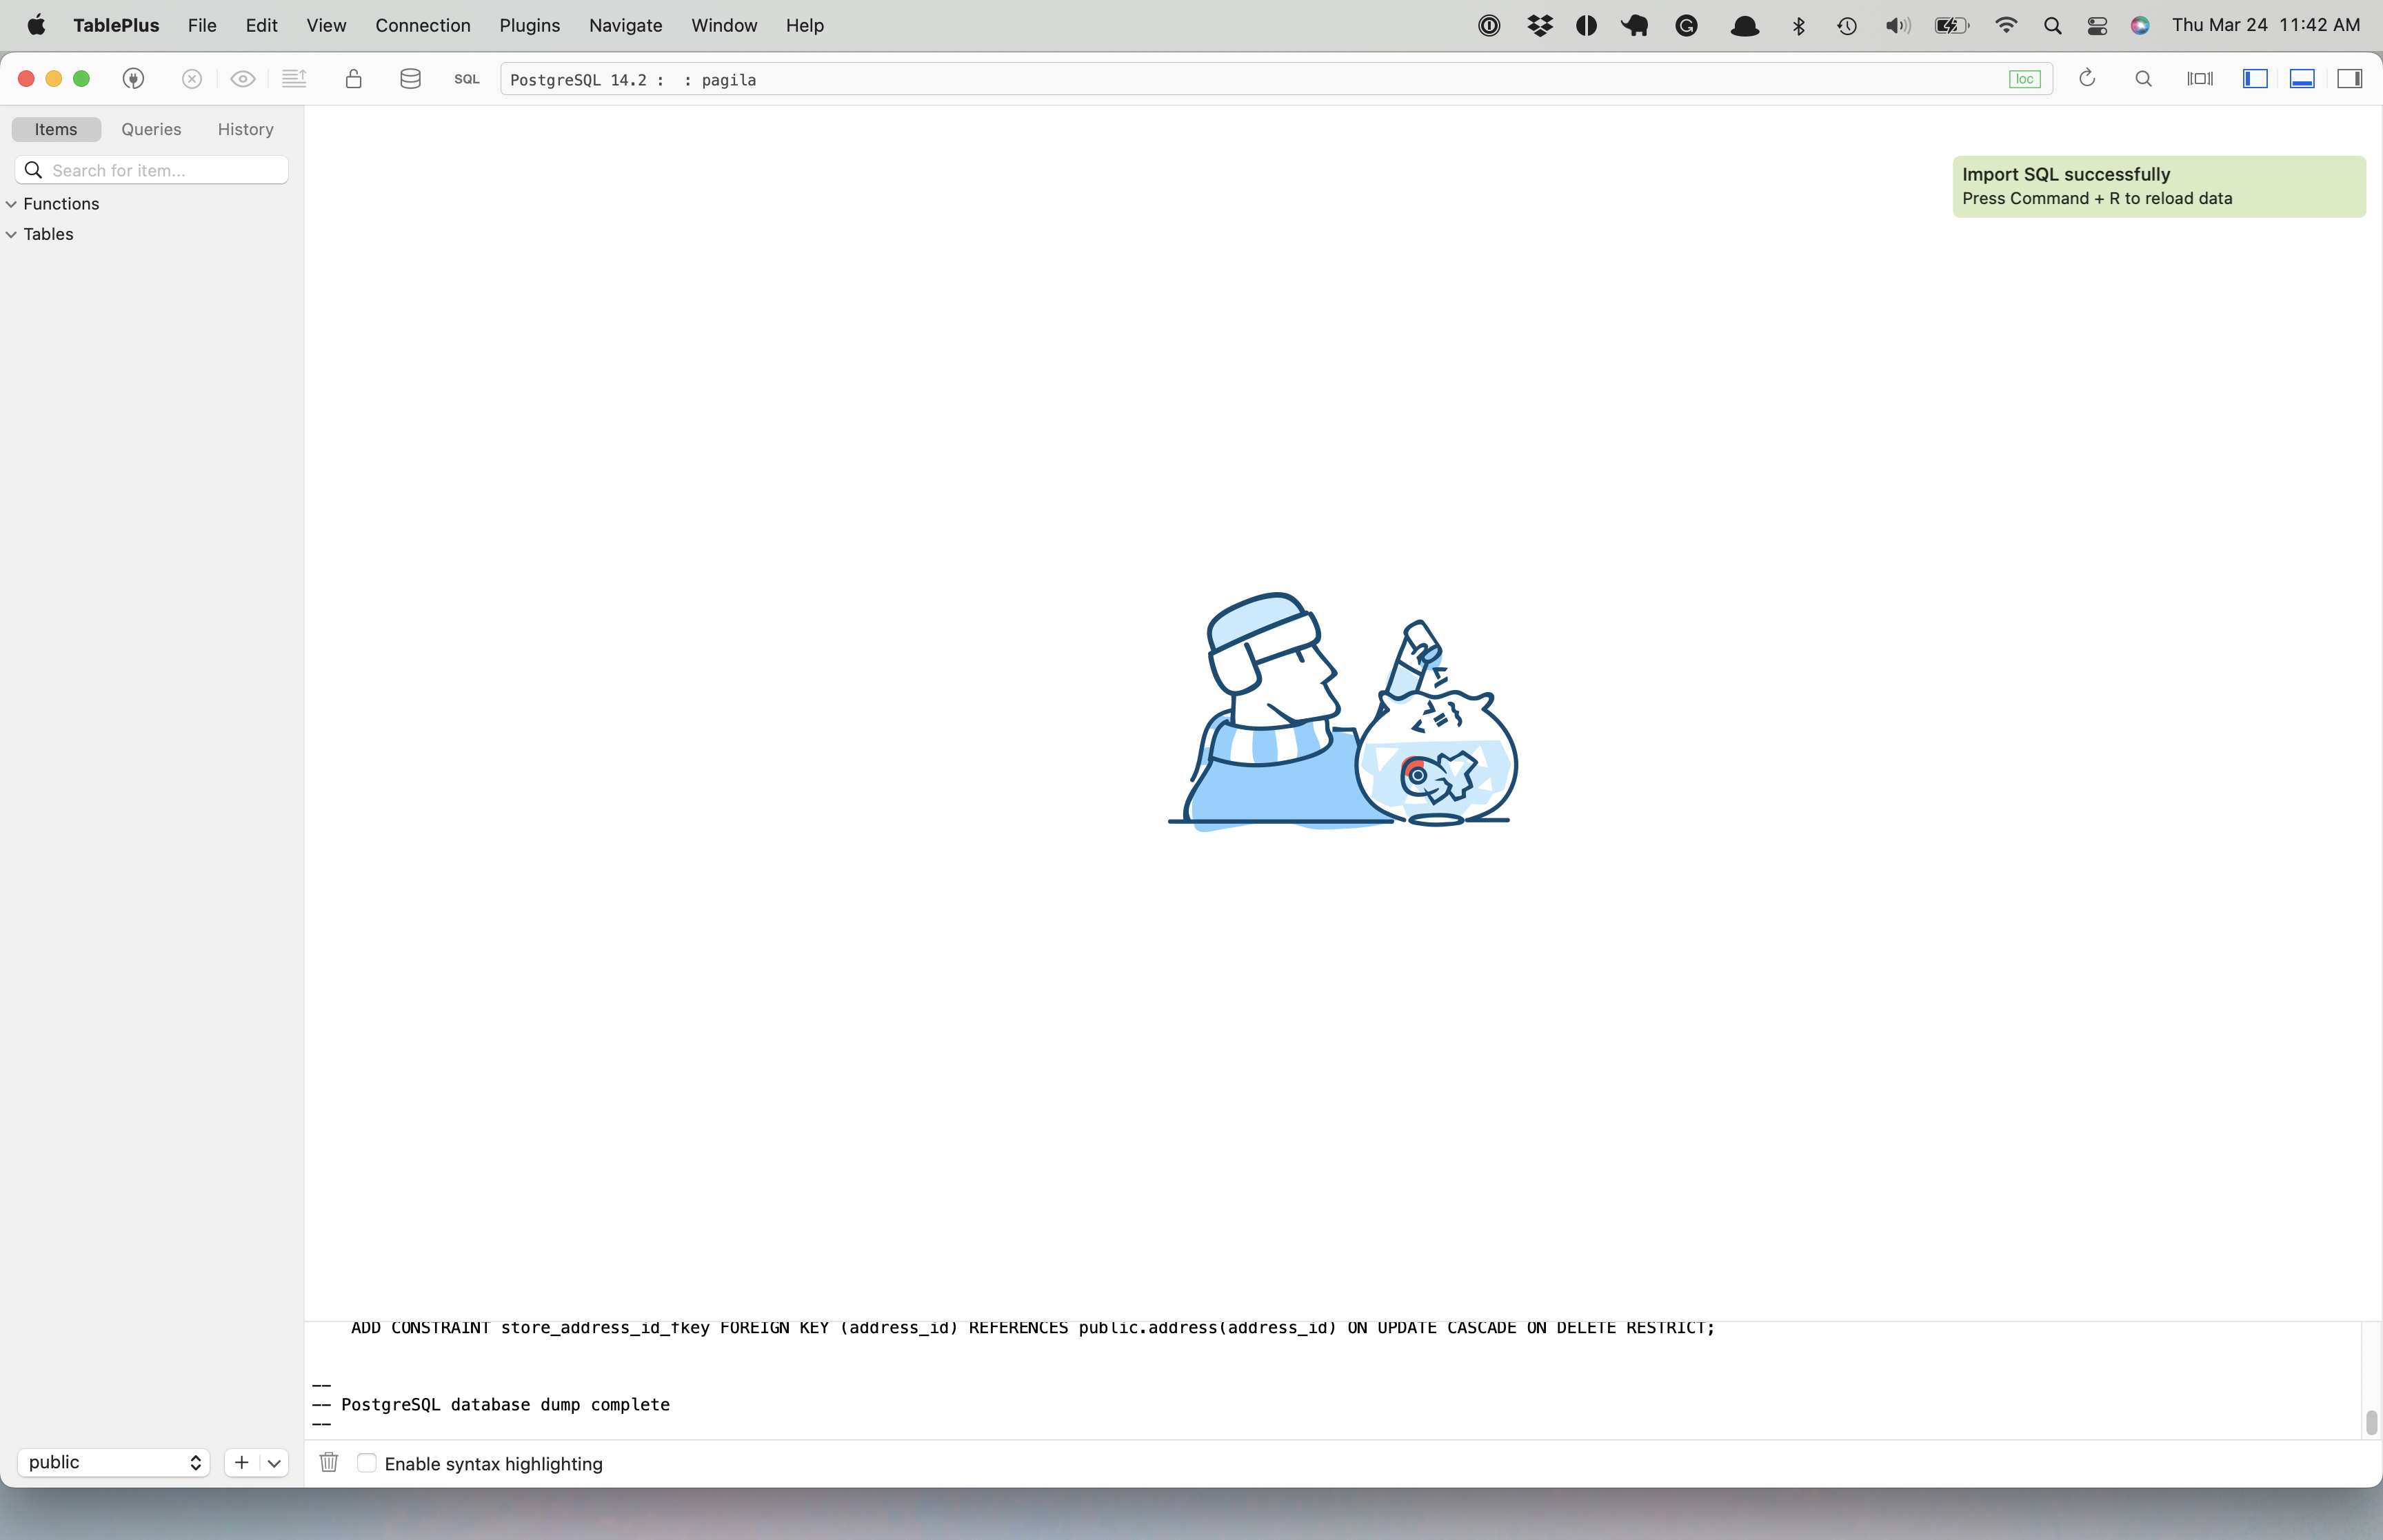 TablePlus File Edit View Connection Plugins Navigate Window Help Thu Mar 24 11:42 AM
SQL PostgreSQL 14.2 : : pagila loc
Items Queries History
Search for item...
Functions
Tables
Import SQL successfully
Press Command + R to reload data
ADD CONSTRAINT store_address_id_fkey FOREIGN KEY (address_id) REFERENCES public.address(address_id) ON UPDATE CASCADE ON DELETE RESTRICT;
--
-- PostgreSQL database dump complete
--
public
Enable syntax highlighting